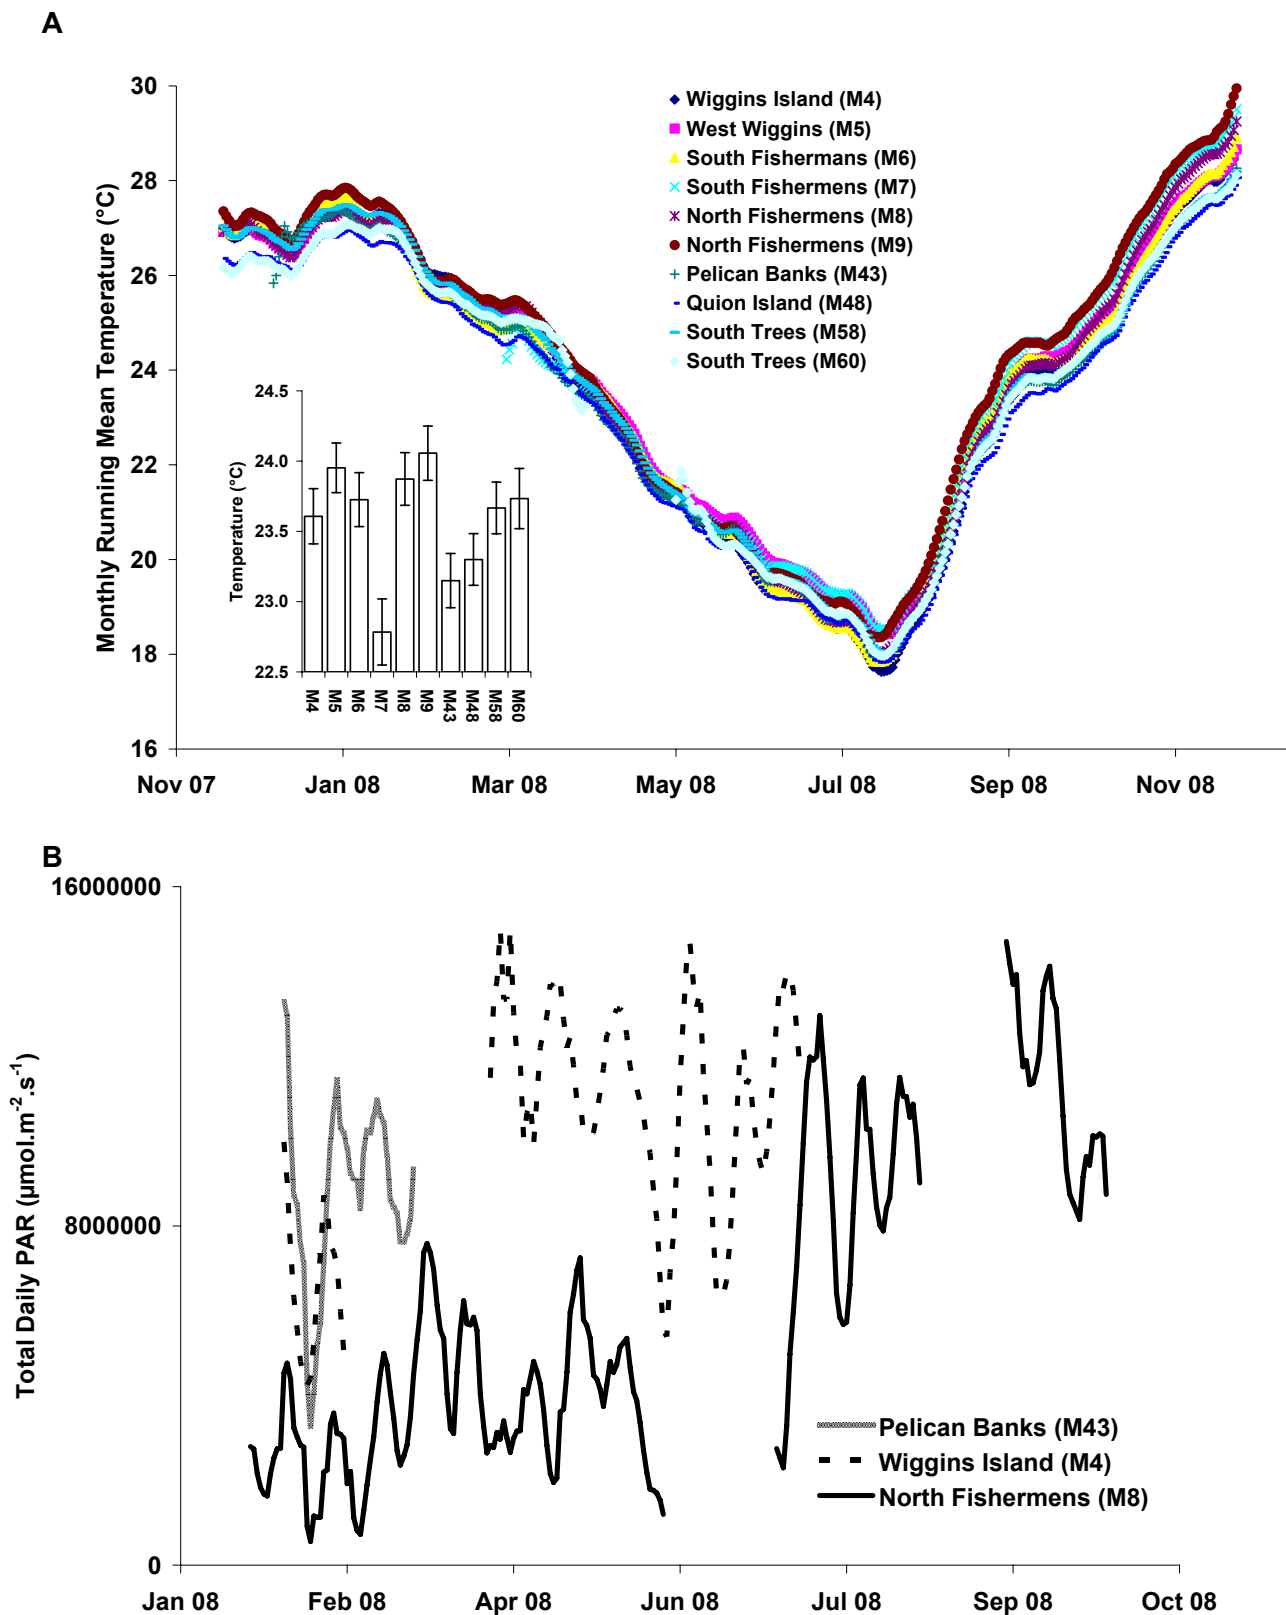 A
Monthly Running Mean Temperature (°C)
30
28
26
24
22
20
18
16
Nov 07 Jan 08 Mar 08 May 08 Jul 08 Sep 08 Nov 08
Wiggins Island (M4)
West Wiggins (M5)
South Fishermans (M6)
South Fishermens (M7)
North Fishermens (M8)
North Fishermens (M9)
Pelican Banks (M43)
Quion Island (M48)
South Trees (M58)
South Trees (M60)
Temperature (°C)
24.5
24.0
23.5
23.0
22.5
M4 M5 M6 M7 M8 M9 M43 M48 M58 M60
B
Total Daily PAR (µmol.m-2.s-1)
16000000
8000000
0
Jan 08 Feb 08 Apr 08 Jun 08 Jul 08 Sep 08 Oct 08
Pelican Banks (M43)
Wiggins Island (M4)
North Fishermens (M8)